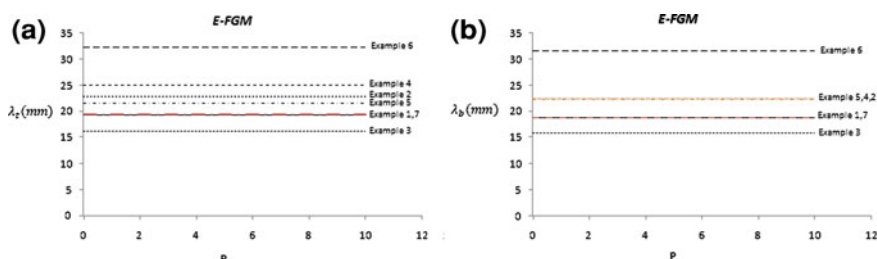 (a)
E-FGM
35
30
25
20
15
10
5
0
λt(mm)
Example 6
Example 4
Example 2
Example 5
Example 1,7
Example 3
0 2 4 6 8 10 12
P
(b)
E-FGM
35
30
25
20
15
10
5
0
λb(mm)
Example 6
Example 5,4,2
Example 1,7
Example 3
0 2 4 6 8 10 12
P